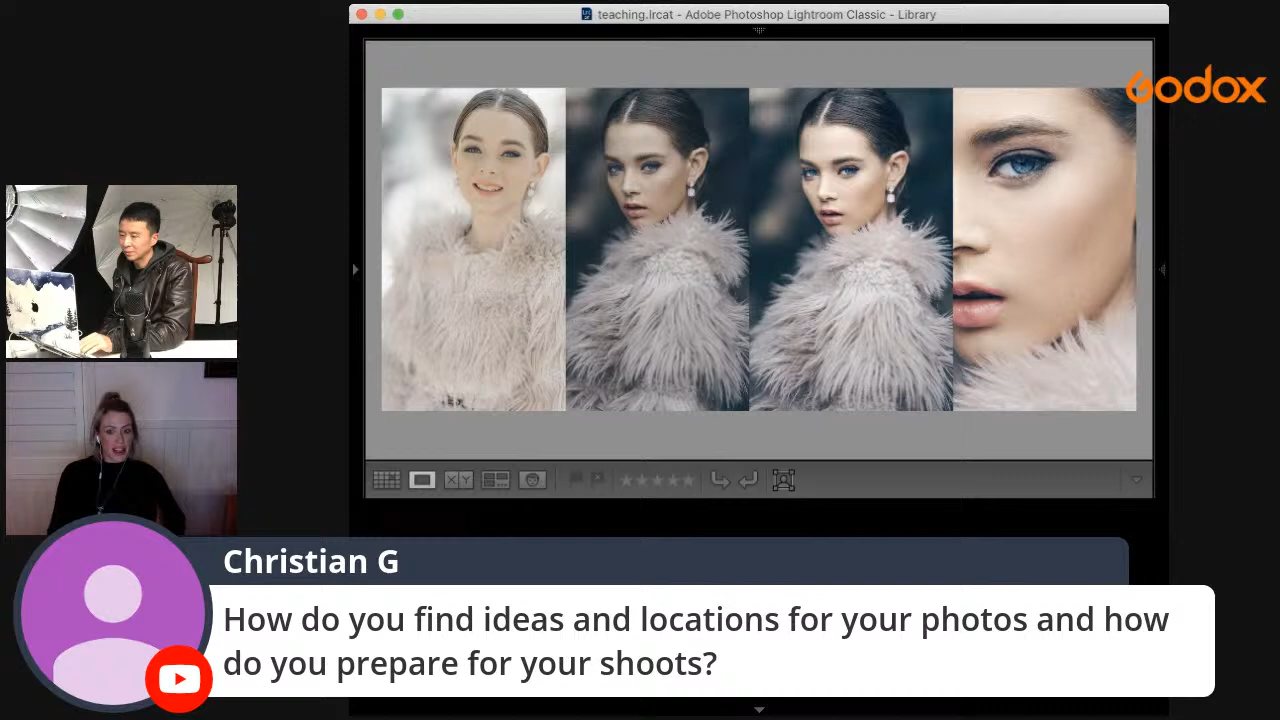 teaching.lrcat - Adobe Photoshop Lightroom Classic - Library
Godox
XY
Christian G
How do you find ideas and locations for your photos and how
do you prepare for your shoots?